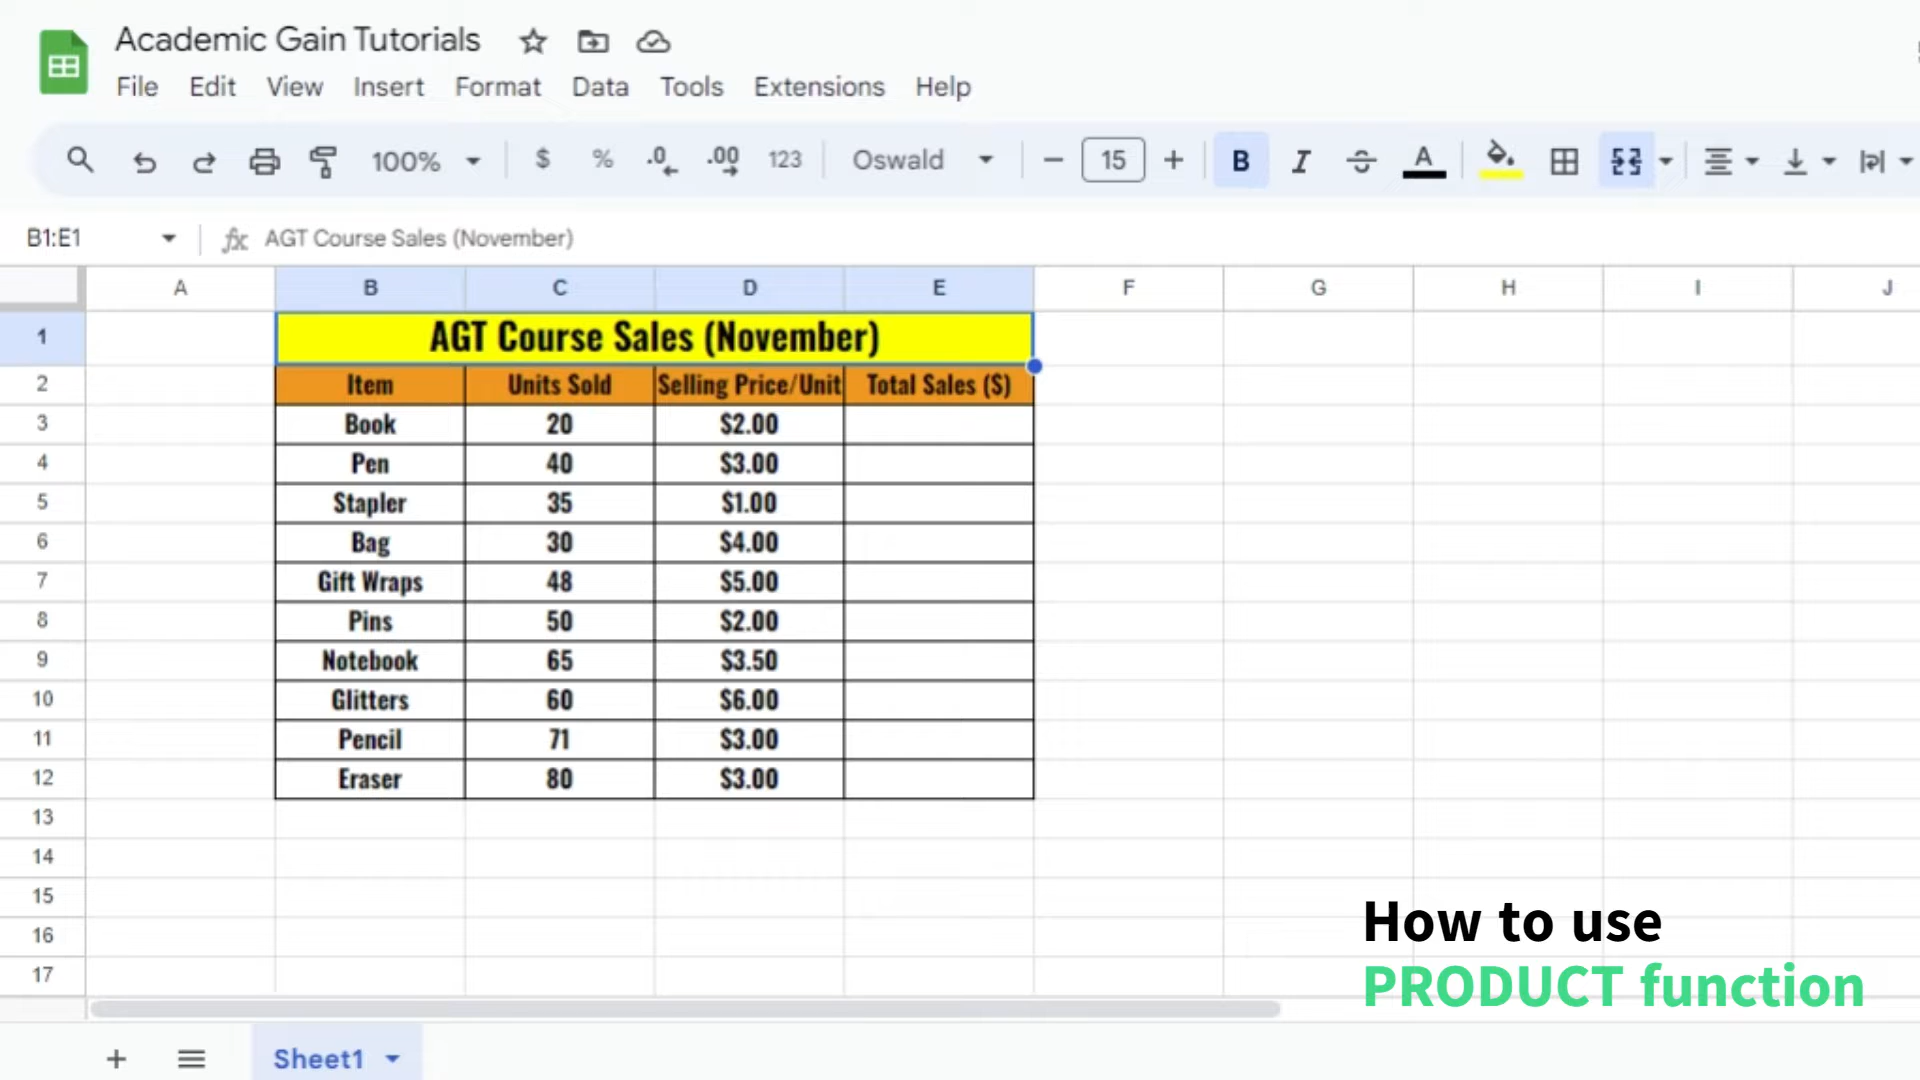 Academic Gain Tutorials
File Edit View Insert Format Data Tools Extensions Help
100% $ % .0 .00 123 Oswald 15 B I A
B1:E1 fx AGT Course Sales (November)
A B C D E F G H I J
1 AGT Course Sales (November)
2 Item Units Sold Selling Price/Unit Total Sales ($)
3 Book 20 $2.00
4 Pen 40 $3.00
5 Stapler 35 $1.00
6 Bag 30 $4.00
7 Gift Wraps 48 $5.00
8 Pins 50 $2.00
9 Notebook 65 $3.50
10 Glitters 60 $6.00
11 Pencil 71 $3.00
12 Eraser 80 $3.00
13
14
15
16
17
How to use
PRODUCT function
Sheet1